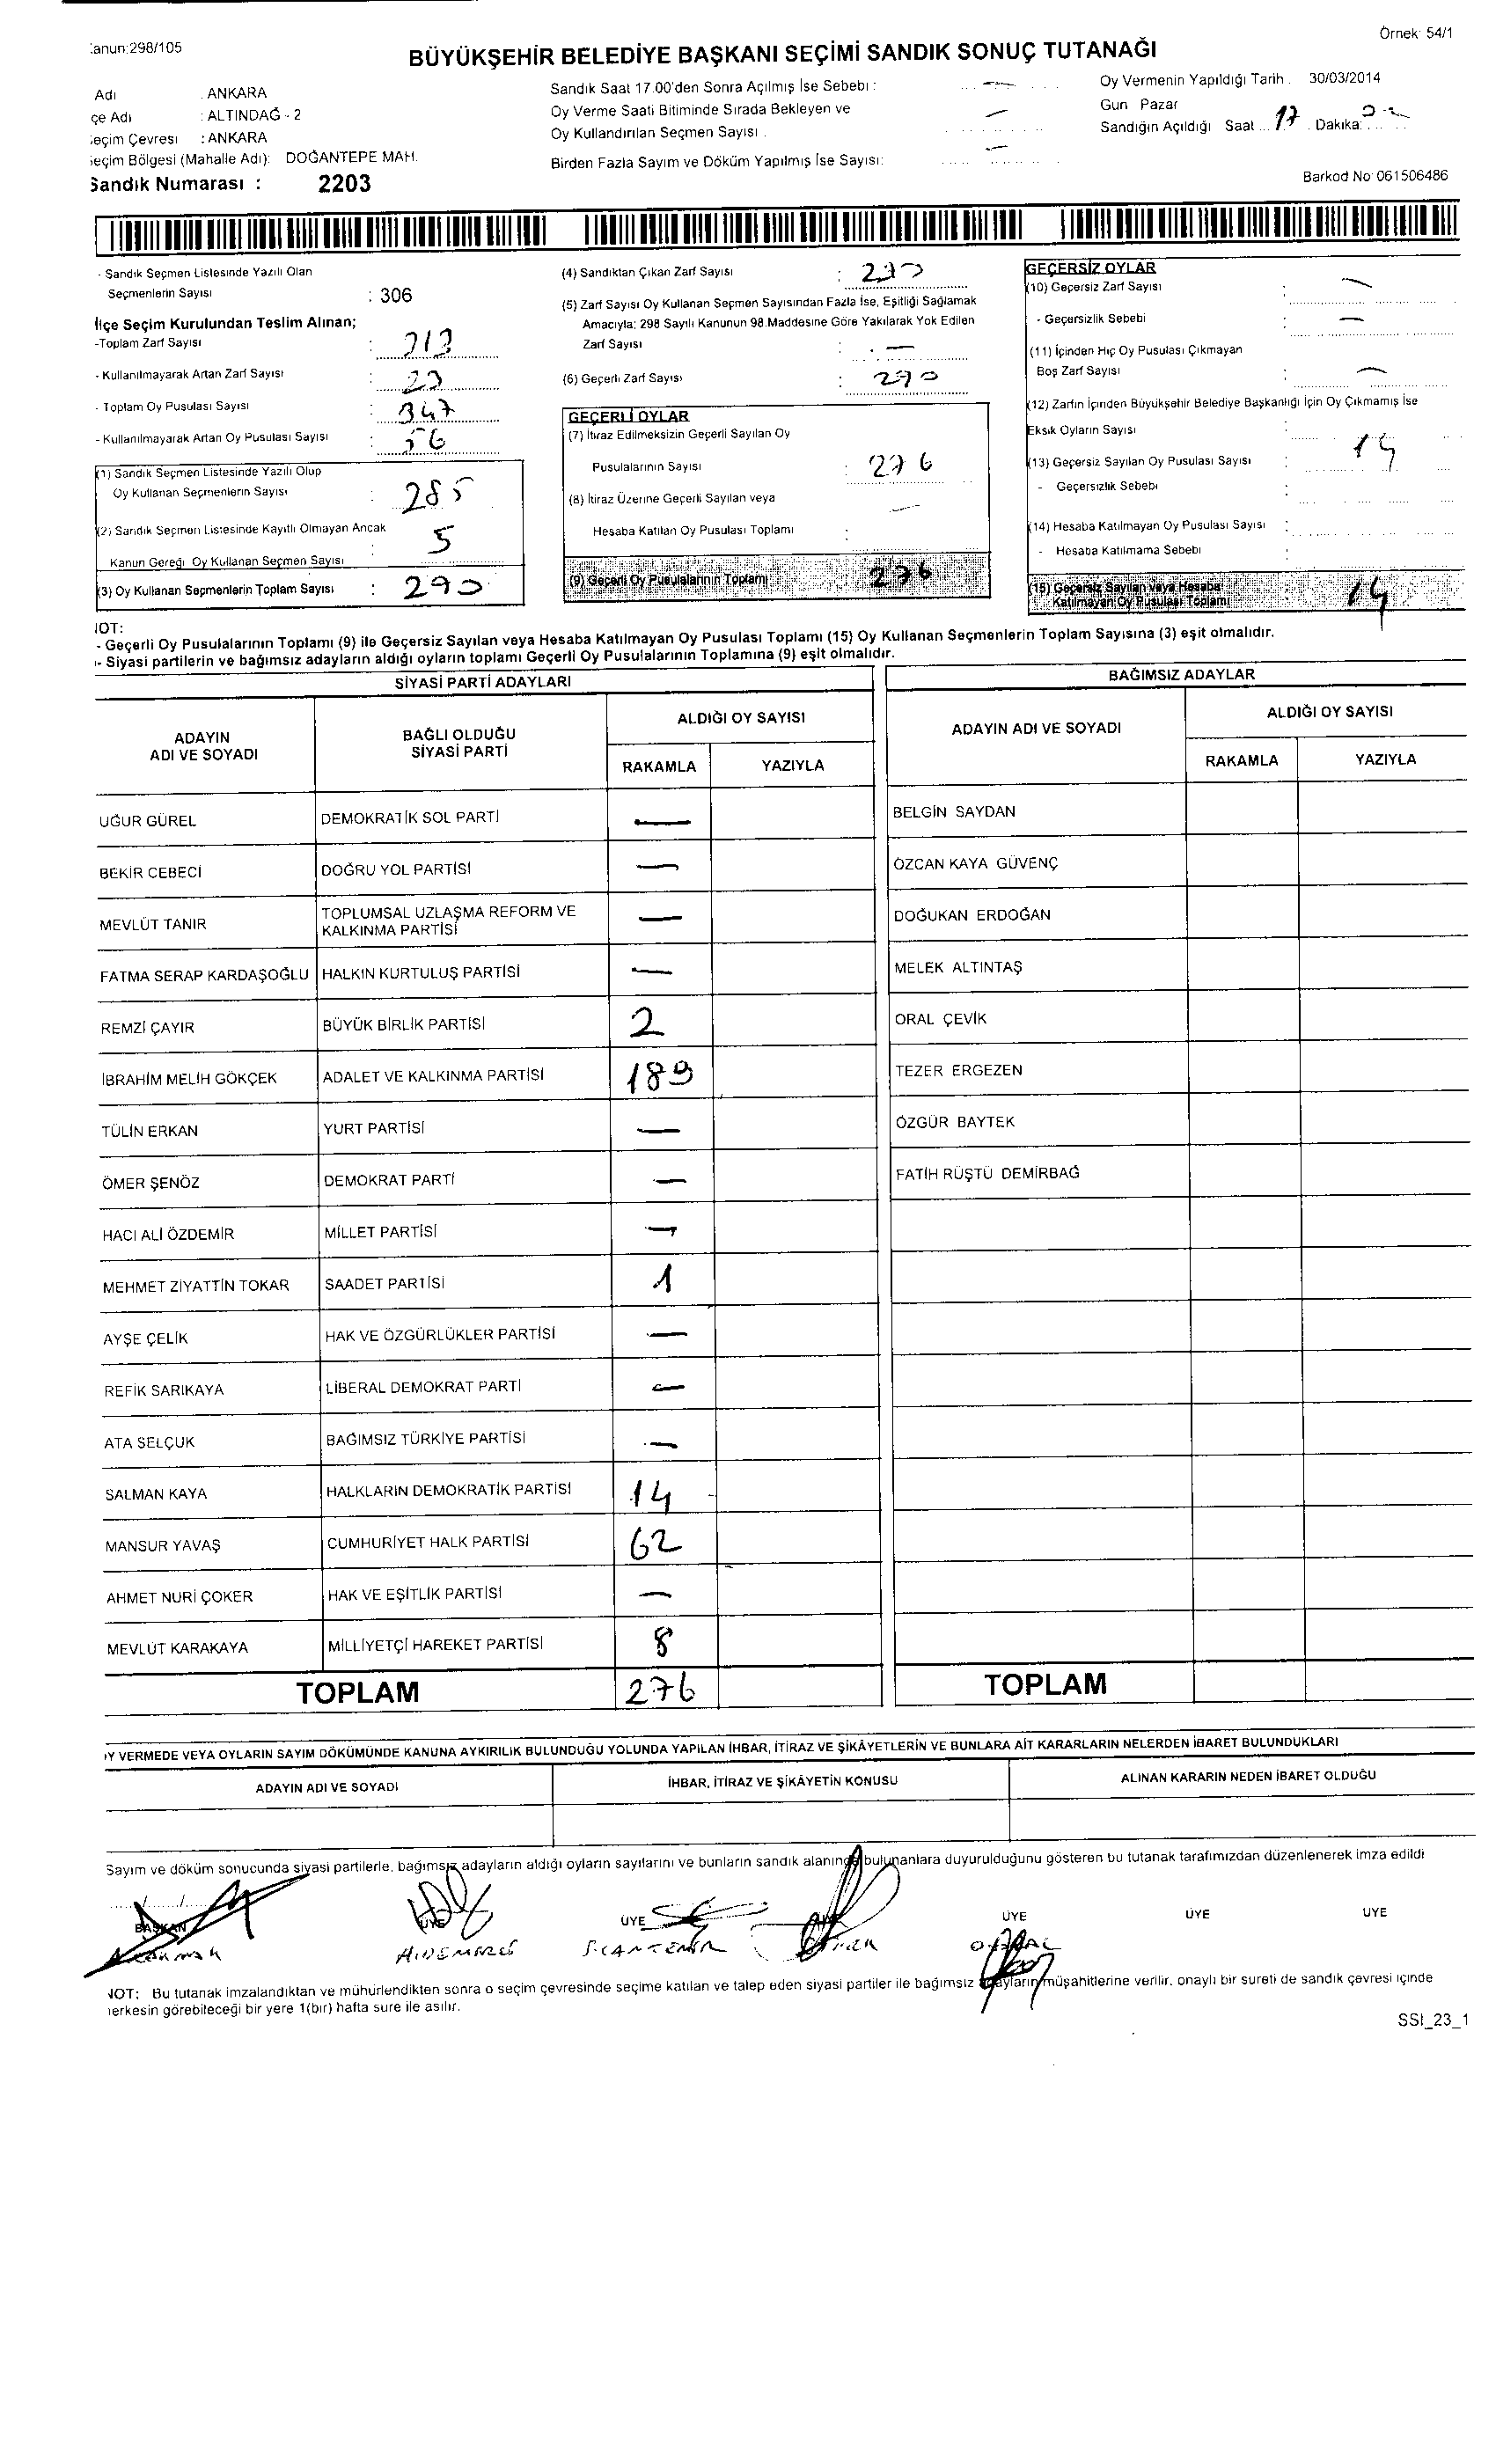 Örnek: 54/1
anun:298/105
BÜYÜKŞEHİR BELEDİYE BAŞKANI SEÇİMİ SANDIK SONUÇ TUTANAĞI
Adı : ANKARA
çe Adı : ALTINDAĞ - 2
eçim Çevresi : ANKARA
eçim Bölgesi (Mahalle Adı): DOĞANTEPE MAH.
Sandık Numarası : 2203
Sandık Saat 17.00'den Sonra Açılmış İse Sebebi : —
Oy Verme Saati Bitiminde Sırada Bekleyen ve
Oy Kullandırılan Seçmen Sayısı : —
Birden Fazla Sayım ve Döküm Yapılmış İse Sayısı: —
Oy Vermenin Yapıldığı Tarih : 30/03/2014
Gün Pazar
Sandığın Açıldığı Saat 17 Dakika:
Barkod No: 061506486
- Sandık Seçmen Listesinde Yazılı Olan
Seçmenlerin Sayısı : 306
İlçe Seçim Kurulundan Teslim Alınan;
-Toplam Zarf Sayısı : 313
- Kullanılmayarak Artan Zarf Sayısı : 23
- Toplam Oy Pusulası Sayısı : 347
- Kullanılmayarak Artan Oy Pusulası Sayısı :
(1) Sandık Seçmen Listesinde Yazılı Olup
Oy Kullanan Seçmenlerin Sayısı : 285
(2) Sandık Seçmen Listesinde Kayıtlı Olmayan Ancak
Kanun Gereği Oy Kullanan Seçmen Sayısı : 5
(3) Oy Kullanan Seçmenlerin Toplam Sayısı : 290
(4) Sandıktan Çıkan Zarf Sayısı : 290
(5) Zarf Sayısı Oy Kullanan Seçmen Sayısından Fazla İse, Eşitliği Sağlamak
Amacıyla; 298 Sayılı Kanunun 98.Maddesine Göre Yakılarak Yok Edilen
Zarf Sayısı : —
(6) Geçerli Zarf Sayısı : 290
GEÇERLİ OYLAR
(7) İtiraz Edilmeksizin Geçerli Sayılan Oy
Pusulalarının Sayısı : 276
(8) İtiraz Üzerine Geçerli Sayılan veya
Hesaba Katılan Oy Pusulası Toplamı : —
(9) Geçerli Oy Pusulalarının Toplamı 276
GEÇERSİZ OYLAR
(10) Geçersiz Zarf Sayısı : —
- Geçersizlik Sebebi : —
(11) İçinden Hiç Oy Pusulası Çıkmayan
Boş Zarf Sayısı : —
(12) Zarfın İçinden Büyükşehir Belediye Başkanlığı İçin Oy Çıkmamış İse
Eksik Oyların Sayısı :
(13) Geçersiz Sayılan Oy Pusulası Sayısı : 14
- Geçersizlik Sebebi :
(14) Hesaba Katılmayan Oy Pusulası Sayısı :
- Hesaba Katılmama Sebebi :
(15) Geçersiz Sayılan veya Hesaba
Katılmayan Oy Pusulası Toplamı 14
NOT:
- Geçerli Oy Pusulalarının Toplamı (9) ile Geçersiz Sayılan veya Hesaba Katılmayan Oy Pusulası Toplamı (15) Oy Kullanan Seçmenlerin Toplam Sayısına (3) eşit olmalıdır.
- Siyasi partilerin ve bağımsız adayların aldığı oyların toplamı Geçerli Oy Pusulalarının Toplamına (9) eşit olmalıdır.
SİYASİ PARTİ ADAYLARI
ADAYIN ADI VE SOYADI BAĞLI OLDUĞU SİYASİ PARTİ ALDIĞI OY SAYISI
RAKAMLA YAZIYLA
UĞUR GÜREL DEMOKRATİK SOL PARTİ —
BEKİR CEBECİ DOĞRU YOL PARTİSİ —
MEVLÜT TANIR TOPLUMSAL UZLAŞMA REFORM VE KALKINMA PARTİSİ —
FATMA SERAP KARDAŞOĞLU HALKIN KURTULUŞ PARTİSİ —
REMZİ ÇAYIR BÜYÜK BİRLİK PARTİSİ 2
İBRAHİM MELİH GÖKÇEK ADALET VE KALKINMA PARTİSİ 189
TÜLİN ERKAN YURT PARTİSİ —
ÖMER ŞENÖZ DEMOKRAT PARTİ —
HACI ALİ ÖZDEMİR MİLLET PARTİSİ —
MEHMET ZİYATTİN TOKAR SAADET PARTİSİ 1
AYŞE ÇELİK HAK VE ÖZGÜRLÜKLER PARTİSİ —
REFİK SARIKAYA LİBERAL DEMOKRAT PARTİ —
ATA SELÇUK BAĞIMSIZ TÜRKİYE PARTİSİ —
SALMAN KAYA HALKLARIN DEMOKRATİK PARTİSİ 14
MANSUR YAVAŞ CUMHURİYET HALK PARTİSİ 62
AHMET NURİ ÇOKER HAK VE EŞİTLİK PARTİSİ —
MEVLÜT KARAKAYA MİLLİYETÇİ HAREKET PARTİSİ 8
TOPLAM 276
BAĞIMSIZ ADAYLAR
ADAYIN ADI VE SOYADI ALDIĞI OY SAYISI
RAKAMLA YAZIYLA
BELGİN SAYDAN
ÖZCAN KAYA GÜVENÇ
DOĞUKAN ERDOĞAN
MELEK ALTINTAŞ
ORAL ÇEVİK
TEZER ERGEZEN
ÖZGÜR BAYTEK
FATİH RÜŞTÜ DEMİRBAĞ
TOPLAM
Y VERMEDE VEYA OYLARIN SAYIM DÖKÜMÜNDE KANUNA AYKIRILIK BULUNDUĞU YOLUNDA YAPILAN İHBAR, İTİRAZ VE ŞİKÂYETLERİN VE BUNLARA AİT KARARLARIN NELERDEN İBARET BULUNDUKLARI
ADAYIN ADI VE SOYADI İHBAR, İTİRAZ VE ŞİKÂYETİN KONUSU ALINAN KARARIN NEDEN İBARET OLDUĞU
Sayım ve döküm sonucunda siyasi partilerle, bağımsız adayların aldığı oyların sayılarını ve bunların sandık alanında bulunanlara duyurulduğunu gösteren bu tutanak tarafımızdan düzenlenerek imza edildi
BAŞKAN ÜYE ÜYE ÜYE ÜYE ÜYE
NOT: Bu tutanak imzalandıktan ve mühürlendikten sonra o seçim çevresinde seçime katılan ve talep eden siyasi partiler ile bağımsız adayların müşahitlerine verilir, onaylı bir sureti de sandık çevresi içinde
herkesin görebileceği bir yere 1(bir) hafta süre ile asılır.
SSI_23_1